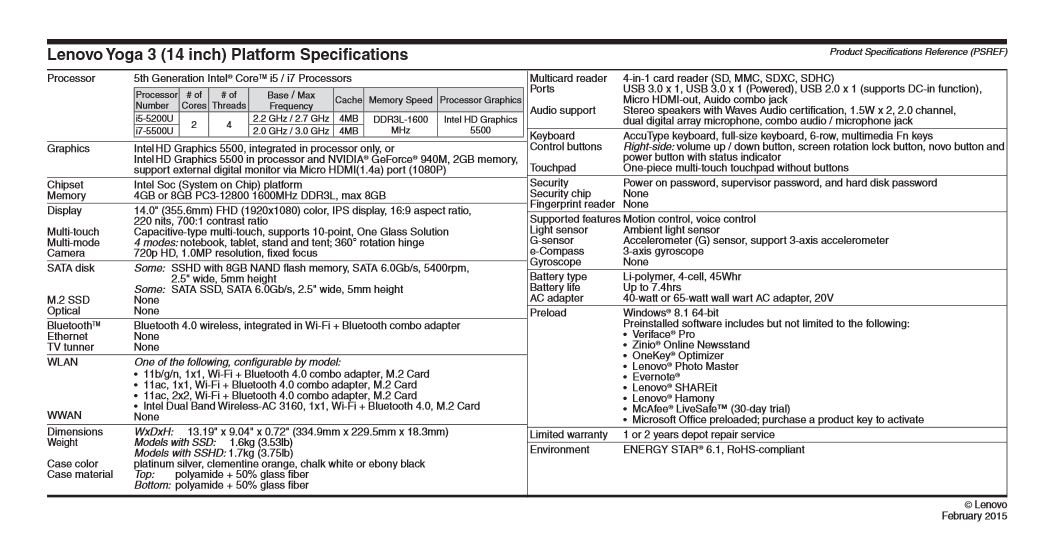 Lenovo Yoga 3 (14 inch) Platform Specifications
Product Specifications Reference (PSREF)
Processor 5th Generation Intel® Core™ i5 / i7 Processors
Processor Number # of Cores # of Threads Base / Max Frequency Cache Memory Speed Processor Graphics
i5-5200U 2 4 2.2 GHz / 2.7 GHz 4MB DDR3L-1600 MHz Intel HD Graphics 5500
i7-5500U 2.0 GHz / 3.0 GHz 4MB
Graphics Intel HD Graphics 5500, integrated in processor only, or
Intel HD Graphics 5500 in processor and NVIDIA® GeForce® 940M, 2GB memory,
support external digital monitor via Micro HDMI(1.4a) port (1080P)
Chipset Intel Soc (System on Chip) platform
Memory 4GB or 8GB PC3-12800 1600MHz DDR3L, max 8GB
Display 14.0" (355.6mm) FHD (1920x1080) color, IPS display, 16:9 aspect ratio,
220 nits, 700:1 contrast ratio
Multi-touch Capacitive-type multi-touch, supports 10-point, One Glass Solution
Multi-mode 4 modes: notebook, tablet, stand and tent; 360° rotation hinge
Camera 720p HD, 1.0MP resolution, fixed focus
SATA disk Some: SSHD with 8GB NAND flash memory, SATA 6.0Gb/s, 5400rpm,
2.5" wide, 5mm height
Some: SATA SSD, SATA 6.0Gb/s, 2.5" wide, 5mm height
M.2 SSD None
Optical None
Bluetooth™ Bluetooth 4.0 wireless, integrated in Wi-Fi + Bluetooth combo adapter
Ethernet None
TV tunner None
WLAN One of the following, configurable by model:
• 11b/g/n, 1x1, Wi-Fi + Bluetooth 4.0 combo adapter, M.2 Card
• 11ac, 1x1, Wi-Fi + Bluetooth 4.0 combo adapter, M.2 Card
• 11ac, 2x2, Wi-Fi + Bluetooth 4.0 combo adapter, M.2 Card
• Intel Dual Band Wireless-AC 3160, 1x1, Wi-Fi + Bluetooth 4.0, M.2 Card
WWAN None
Dimensions WxDxH: 13.19" x 9.04" x 0.72" (334.9mm x 229.5mm x 18.3mm)
Weight Models with SSD: 1.6kg (3.53lb)
Models with SSHD: 1.7kg (3.75lb)
Case color platinum silver, clementine orange, chalk white or ebony black
Case material Top: polyamide + 50% glass fiber
Bottom: polyamide + 50% glass fiber
Multicard reader 4-in-1 card reader (SD, MMC, SDXC, SDHC)
Ports USB 3.0 x 1, USB 3.0 x 1 (Powered), USB 2.0 x 1 (supports DC-in function),
Micro HDMI-out, Auido combo jack
Audio support Stereo speakers with Waves Audio certification, 1.5W x 2, 2.0 channel,
dual digital array microphone, combo audio / microphone jack
Keyboard AccuType keyboard, full-size keyboard, 6-row, multimedia Fn keys
Control buttons Right-side: volume up / down button, screen rotation lock button, novo button and
power button with status indicator
Touchpad One-piece multi-touch touchpad without buttons
Security Power on password, supervisor password, and hard disk password
Security chip None
Fingerprint reader None
Supported features Motion control, voice control
Light sensor Ambient light sensor
G-sensor Accelerometer (G) sensor, support 3-axis accelerometer
e-Compass 3-axis gyroscope
Gyroscope None
Battery type Li-polymer, 4-cell, 45Whr
Battery life Up to 7.4hrs
AC adapter 40-watt or 65-watt wall wart AC adapter, 20V
Preload Windows® 8.1 64-bit
Preinstalled software includes but not limited to the following:
• Veriface® Pro
• Zinio® Online Newsstand
• OneKey® Optimizer
• Lenovo® Photo Master
• Evernote®
• Lenovo® SHAREit
• Lenovo® Hamony
• McAfee® LiveSafe™ (30-day trial)
• Microsoft Office preloaded; purchase a product key to activate
Limited warranty 1 or 2 years depot repair service
Environment ENERGY STAR® 6.1, RoHS-compliant
© Lenovo
February 2015